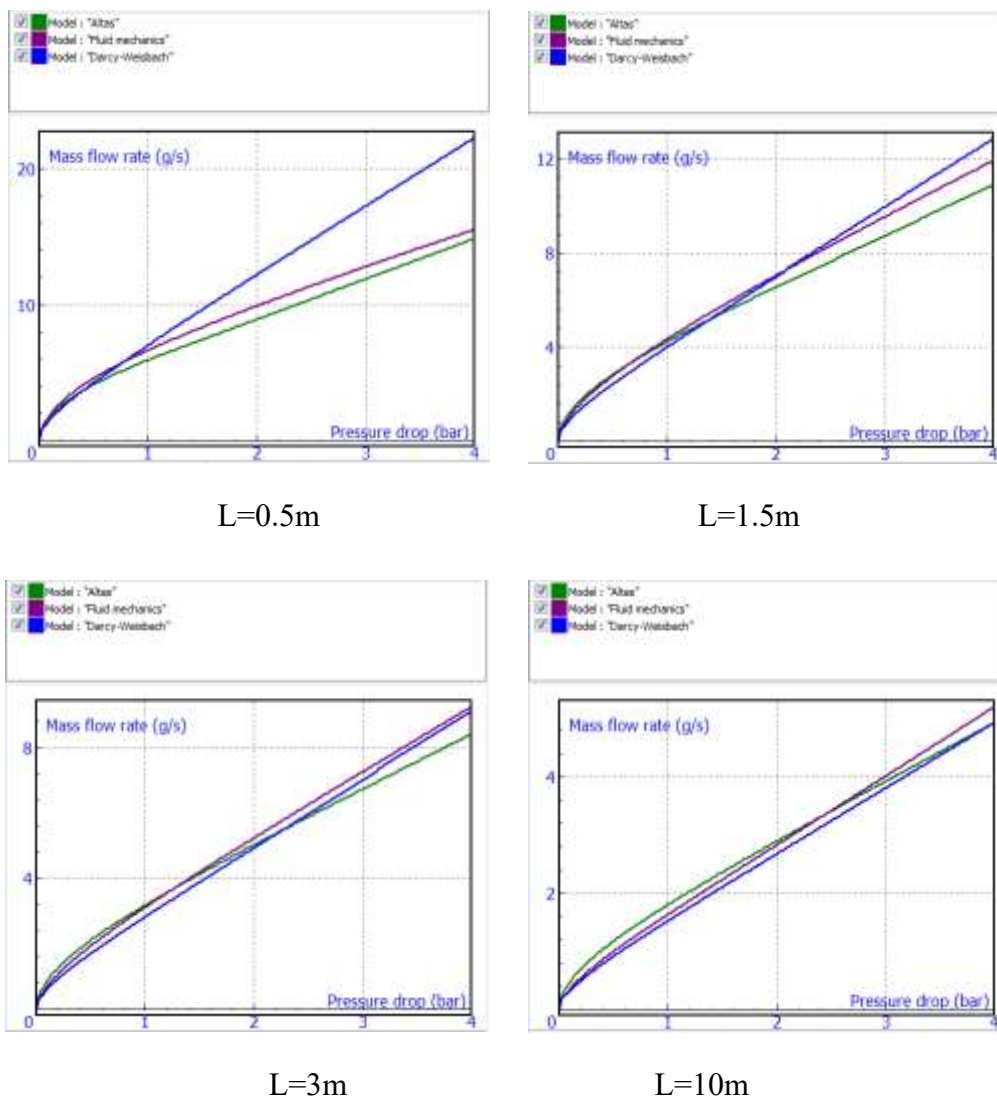 Model : "Altas"
Model : "Fluid mechanics"
Model : "Darcy-Weisbach"
Mass flow rate (g/s)
20
10
Pressure drop (bar)
0 1 2 3 4
L=0.5m
Model : "Altas"
Model : "Fluid mechanics"
Model : "Darcy-Weisbach"
Mass flow rate (g/s)
12
8
4
Pressure drop (bar)
0 1 2 3 4
L=1.5m
Model : "Altas"
Model : "Fluid mechanics"
Model : "Darcy-Weisbach"
Mass flow rate (g/s)
8
4
Pressure drop (bar)
0 1 2 3 4
L=3m
Model : "Altas"
Model : "Fluid mechanics"
Model : "Darcy-Weisbach"
Mass flow rate (g/s)
4
2
Pressure drop (bar)
0 1 2 3 4
L=10m